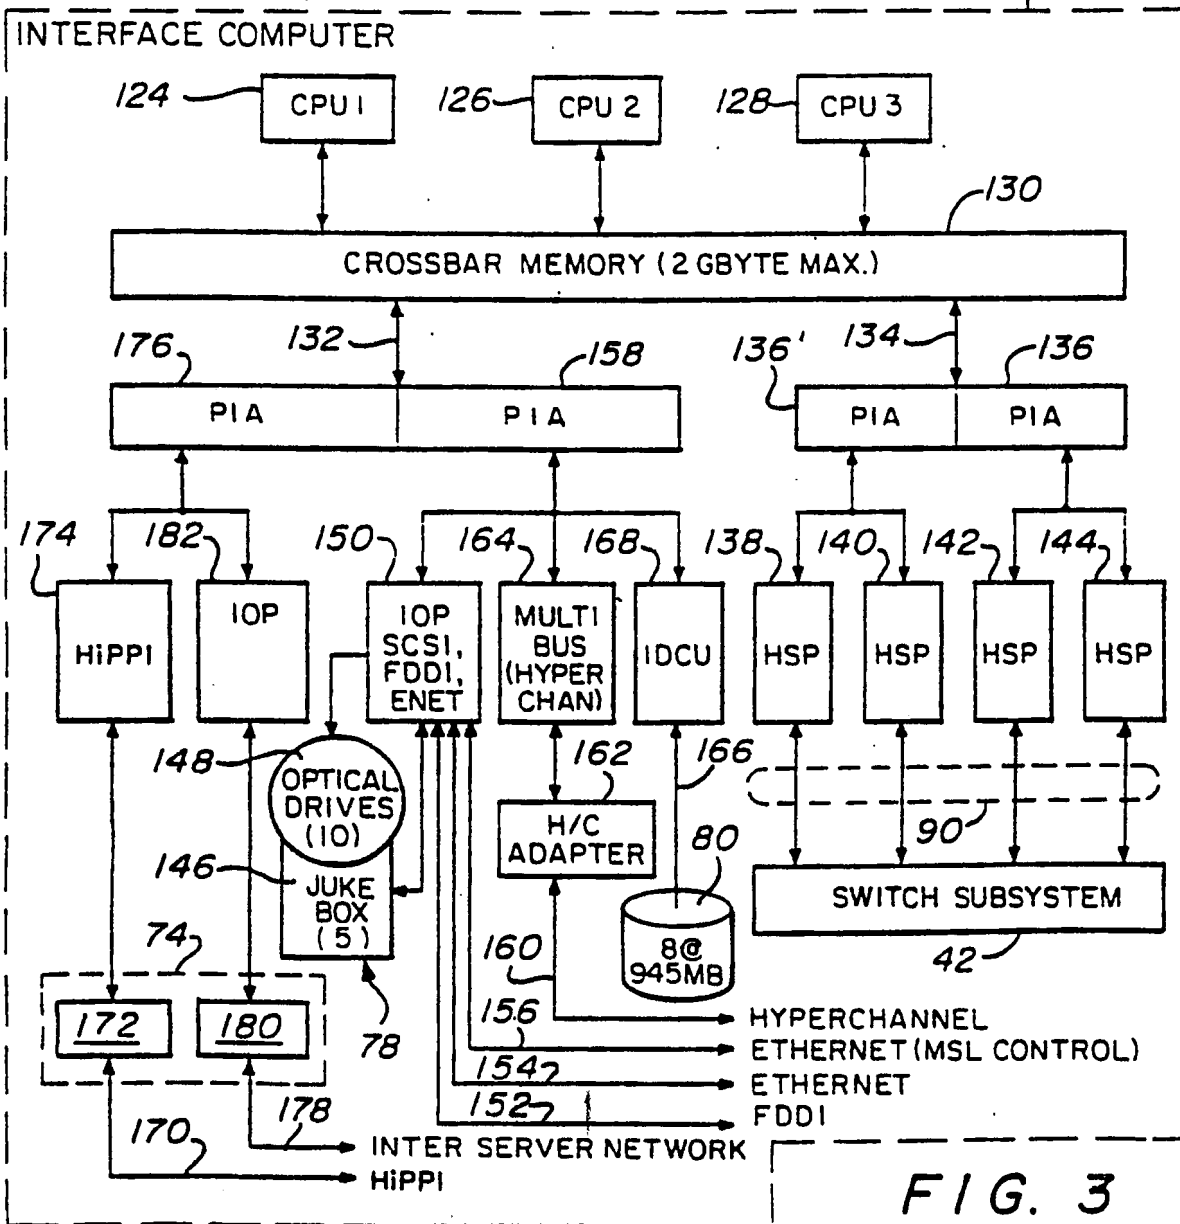 INTERFACE COMPUTER
124
CPU 1
126
CPU 2
128
CPU 3
130
CROSSBAR MEMORY (2 GBYTE MAX.)
176
132
158
136'
134
136
PIA
PIA
PIA
PIA
174
182
150
164
168
138
140
142
144
HiPPI
IOP
IOP
SCSI,
FDDI,
ENET
MULTI
BUS
(HYPER
CHAN)
IDCU
HSP
HSP
HSP
HSP
148
OPTICAL
DRIVES
(10)
162
166
H/C
ADAPTER
90
80
146
JUKE
BOX
(5)
SWITCH SUBSYSTEM
42
74
160
8@
945MB
172
180
78
156
HYPERCHANNEL
ETHERNET (MSL CONTROL)
154
ETHERNET
152
FDDI
178
INTER SERVER NETWORK
170
HiPPI
FIG. 3